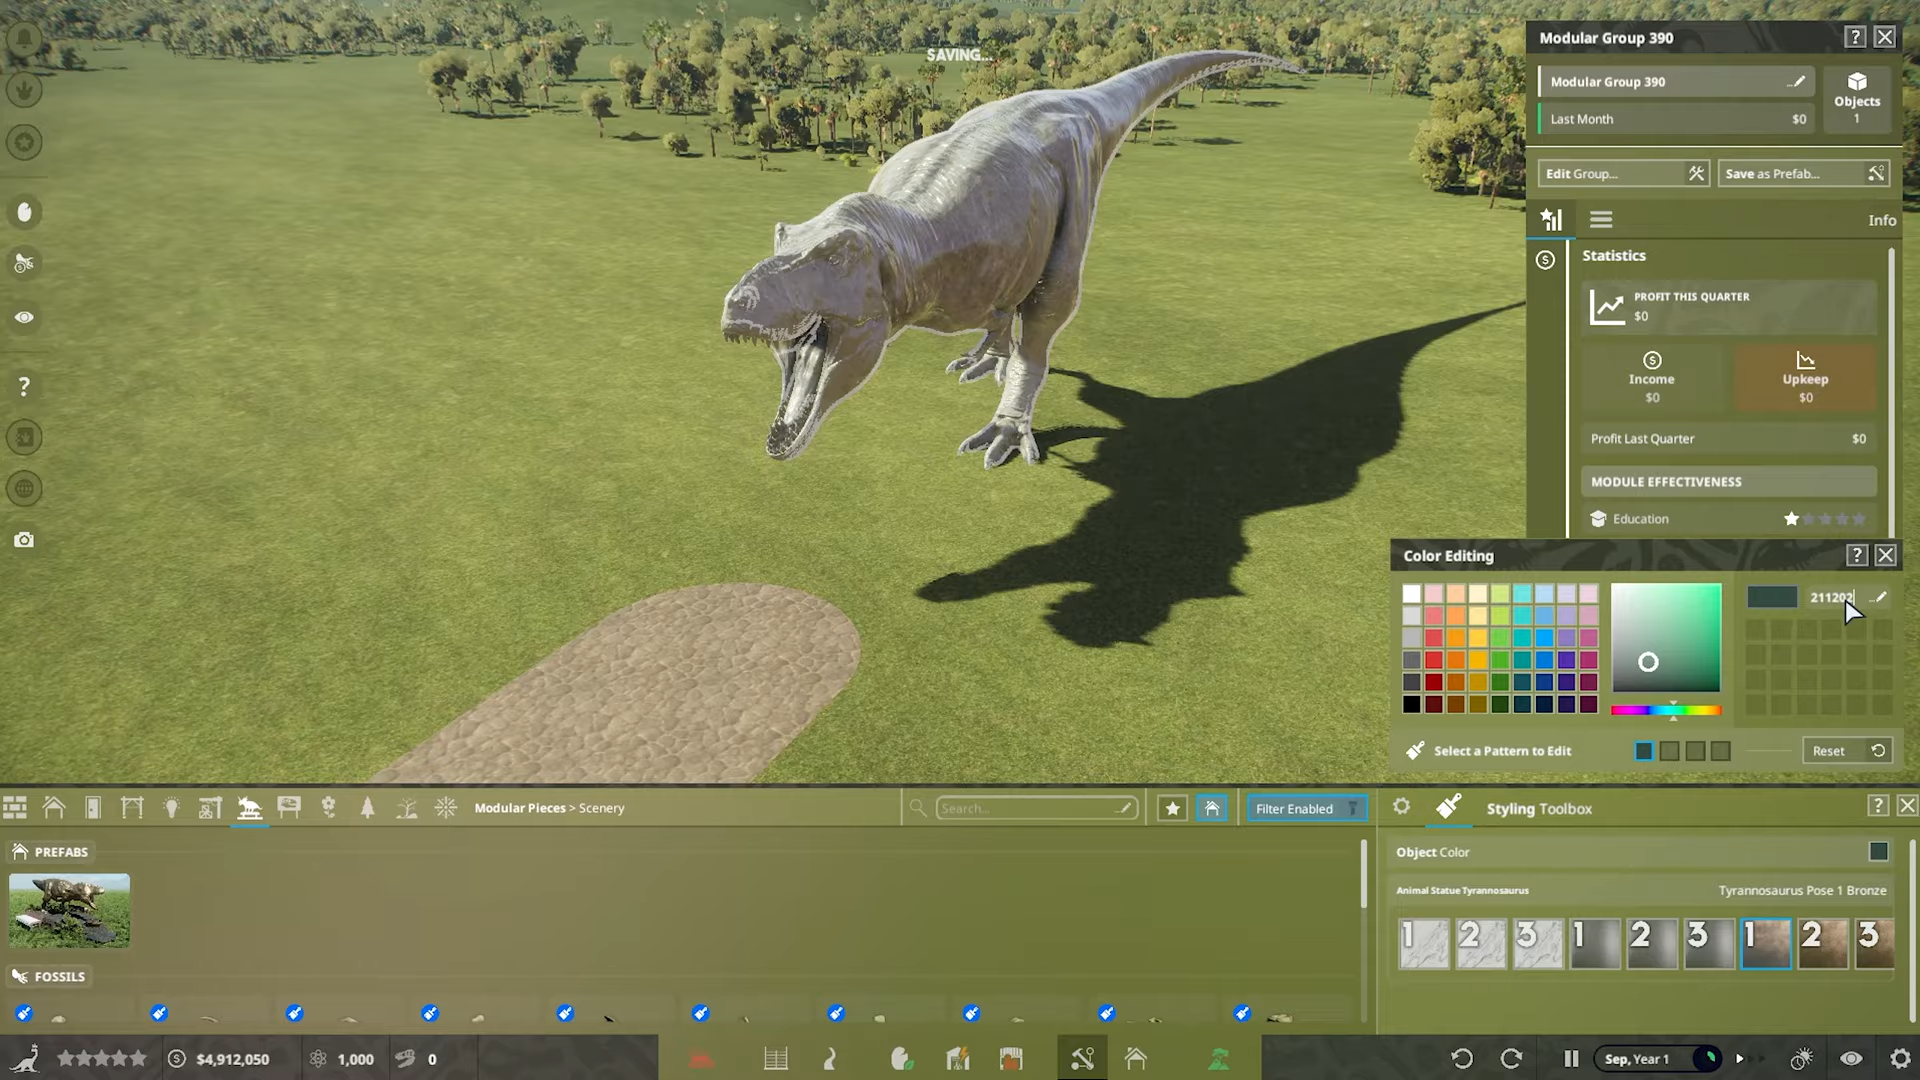 SAVING...
Modular Group 390
?
Modular Group 390
Objects
1
Last Month $0
Edit Group...
Save as Prefab...
Info
Statistics
PROFIT THIS QUARTER
$0
Income
$0
Upkeep
$0
Profit Last Quarter $0
MODULE EFFECTIVENESS
Education
?
Color Editing
?
211202
Select a Pattern to Edit
Reset
Modular Pieces > Scenery
Search...
Filter Enabled
Styling Toolbox
?
PREFABS
Object Color
Animal Statue Tyrannosaurus
Tyrannosaurus Pose 1 Bronze
1 2 3 1 2 3 1 2 3
FOSSILS
$4,912,050
1,000
0
Sep, Year 1